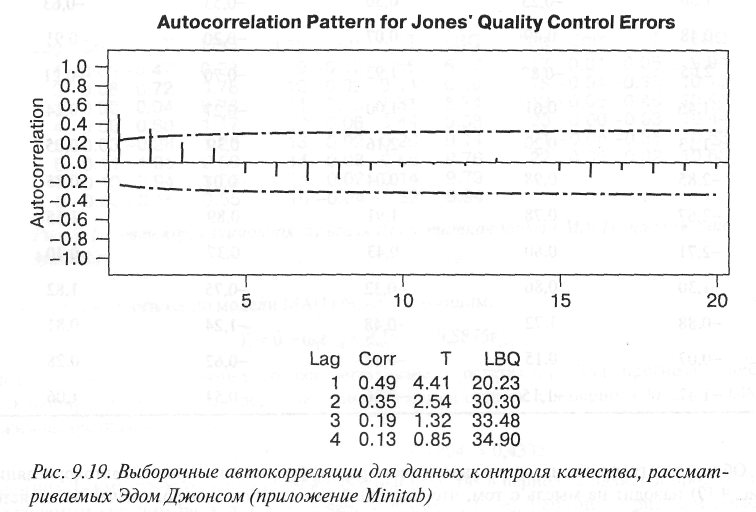 Autocorrelation Pattern for Jones' Quality Control Errors
Autocorrelation
1.0
0.8
0.6
0.4
0.2
0.0
−0.2
−0.4
−0.6
−0.8
−1.0
5 10 15 20
Lag Corr T LBQ
1 0.49 4.41 20.23
2 0.35 2.54 30.30
3 0.19 1.32 33.48
4 0.13 0.85 34.90
Рис. 9.19. Выборочные автокорреляции для данных контроля качества, рассмат-
риваемых Эдом Джонсом (приложение Minitab)